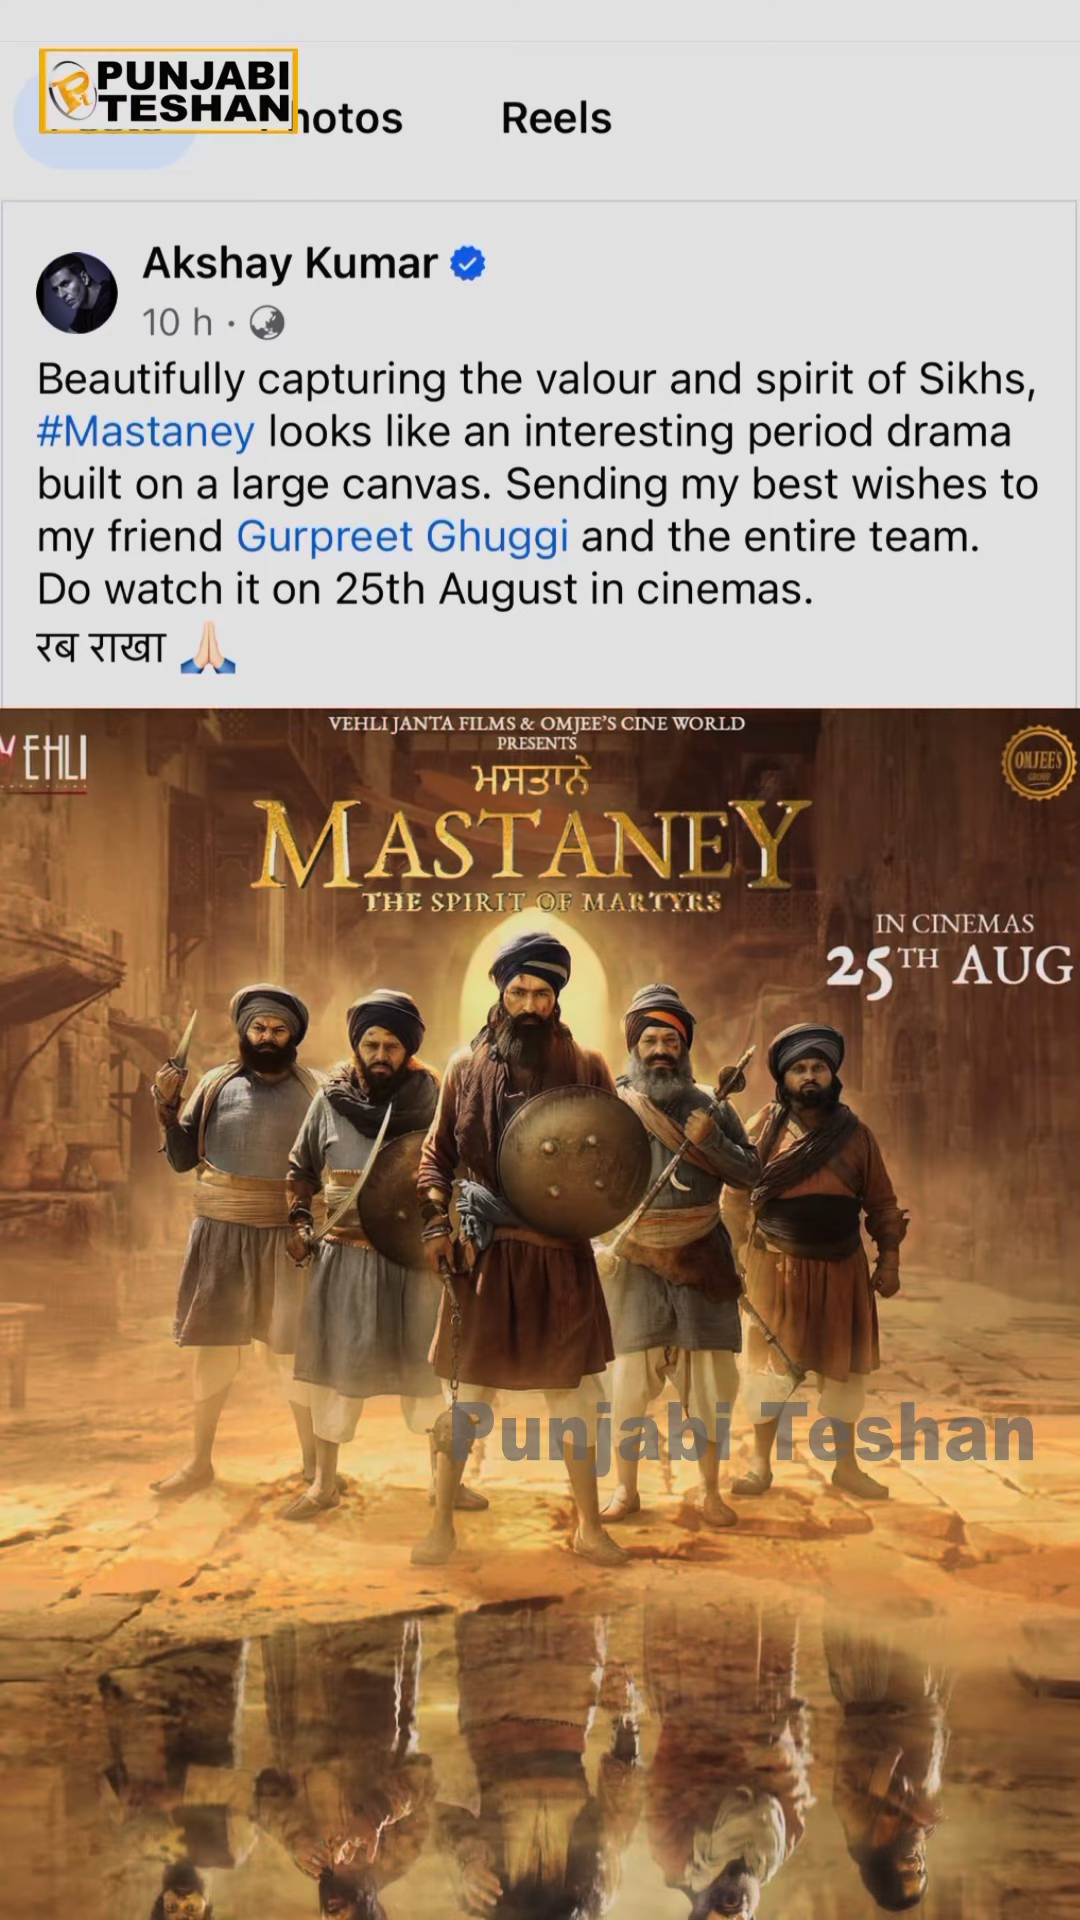 PUNJABI
TESHAN
hotos
Reels
Akshay Kumar
10 h ·
Beautifully capturing the valour and spirit of Sikhs,
#Mastaney looks like an interesting period drama
built on a large canvas. Sending my best wishes to
my friend Gurpreet Ghuggi and the entire team.
Do watch it on 25th August in cinemas.
रब राखा 🙏🏻
VEHLI JANTA FILMS & OMJEE'S CINE WORLD
PRESENTS
VEHLI
OMJEE'S
GROUP
ਮਸਤਾਨੇ
MASTANEY
THE SPIRIT OF MARTYRS
IN CINEMAS
25TH AUG
Punjabi Teshan